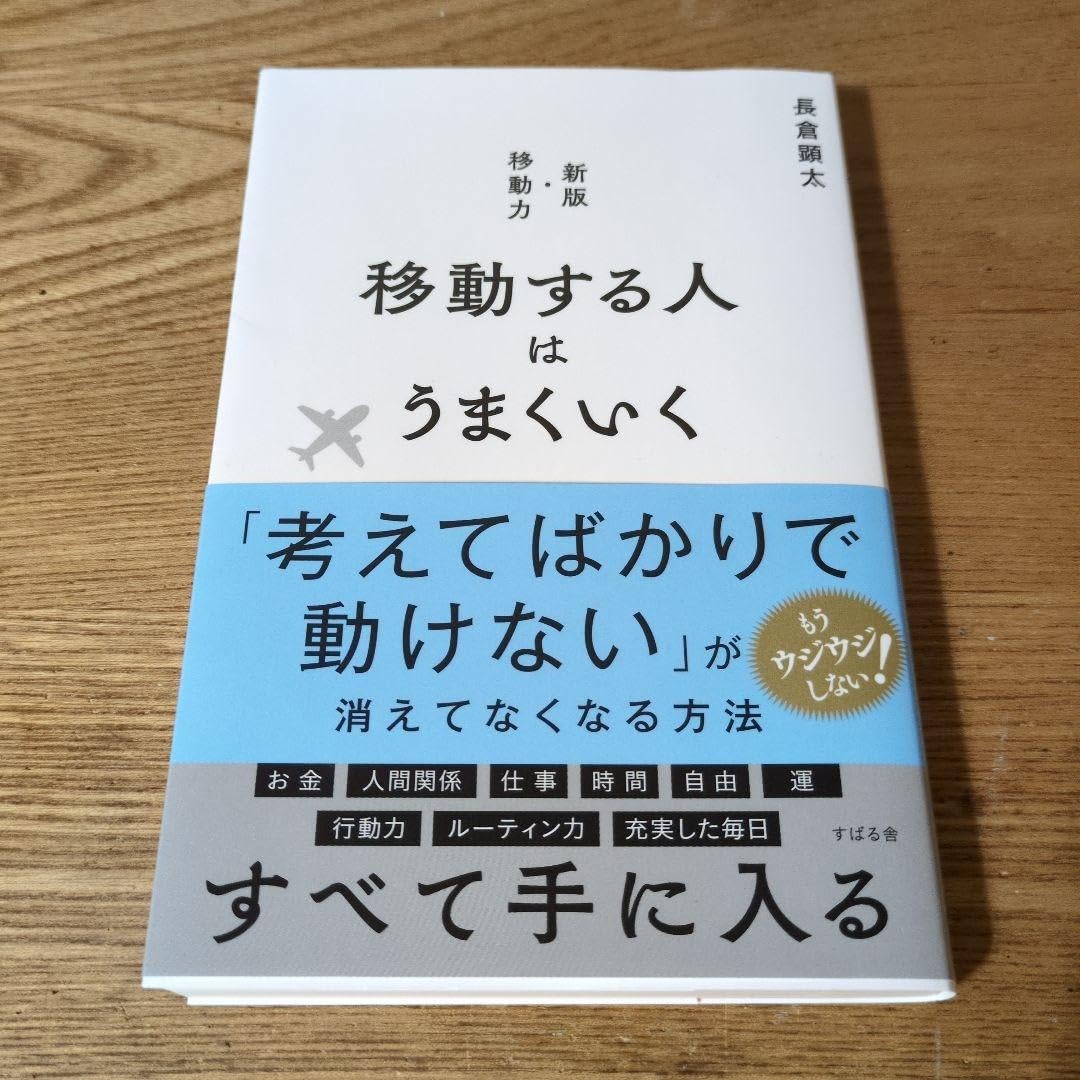 長倉顕太
新版・
移動力
移動する人
は
うまくいく
「考えてばかりで
動けない」が
消えてなくなる方法
もう
ウジウジ
しない!
お金 人間関係 仕事 時間 自由 運
行動力 ルーティン力 充実した毎日
すばる舎
すべて手に入る